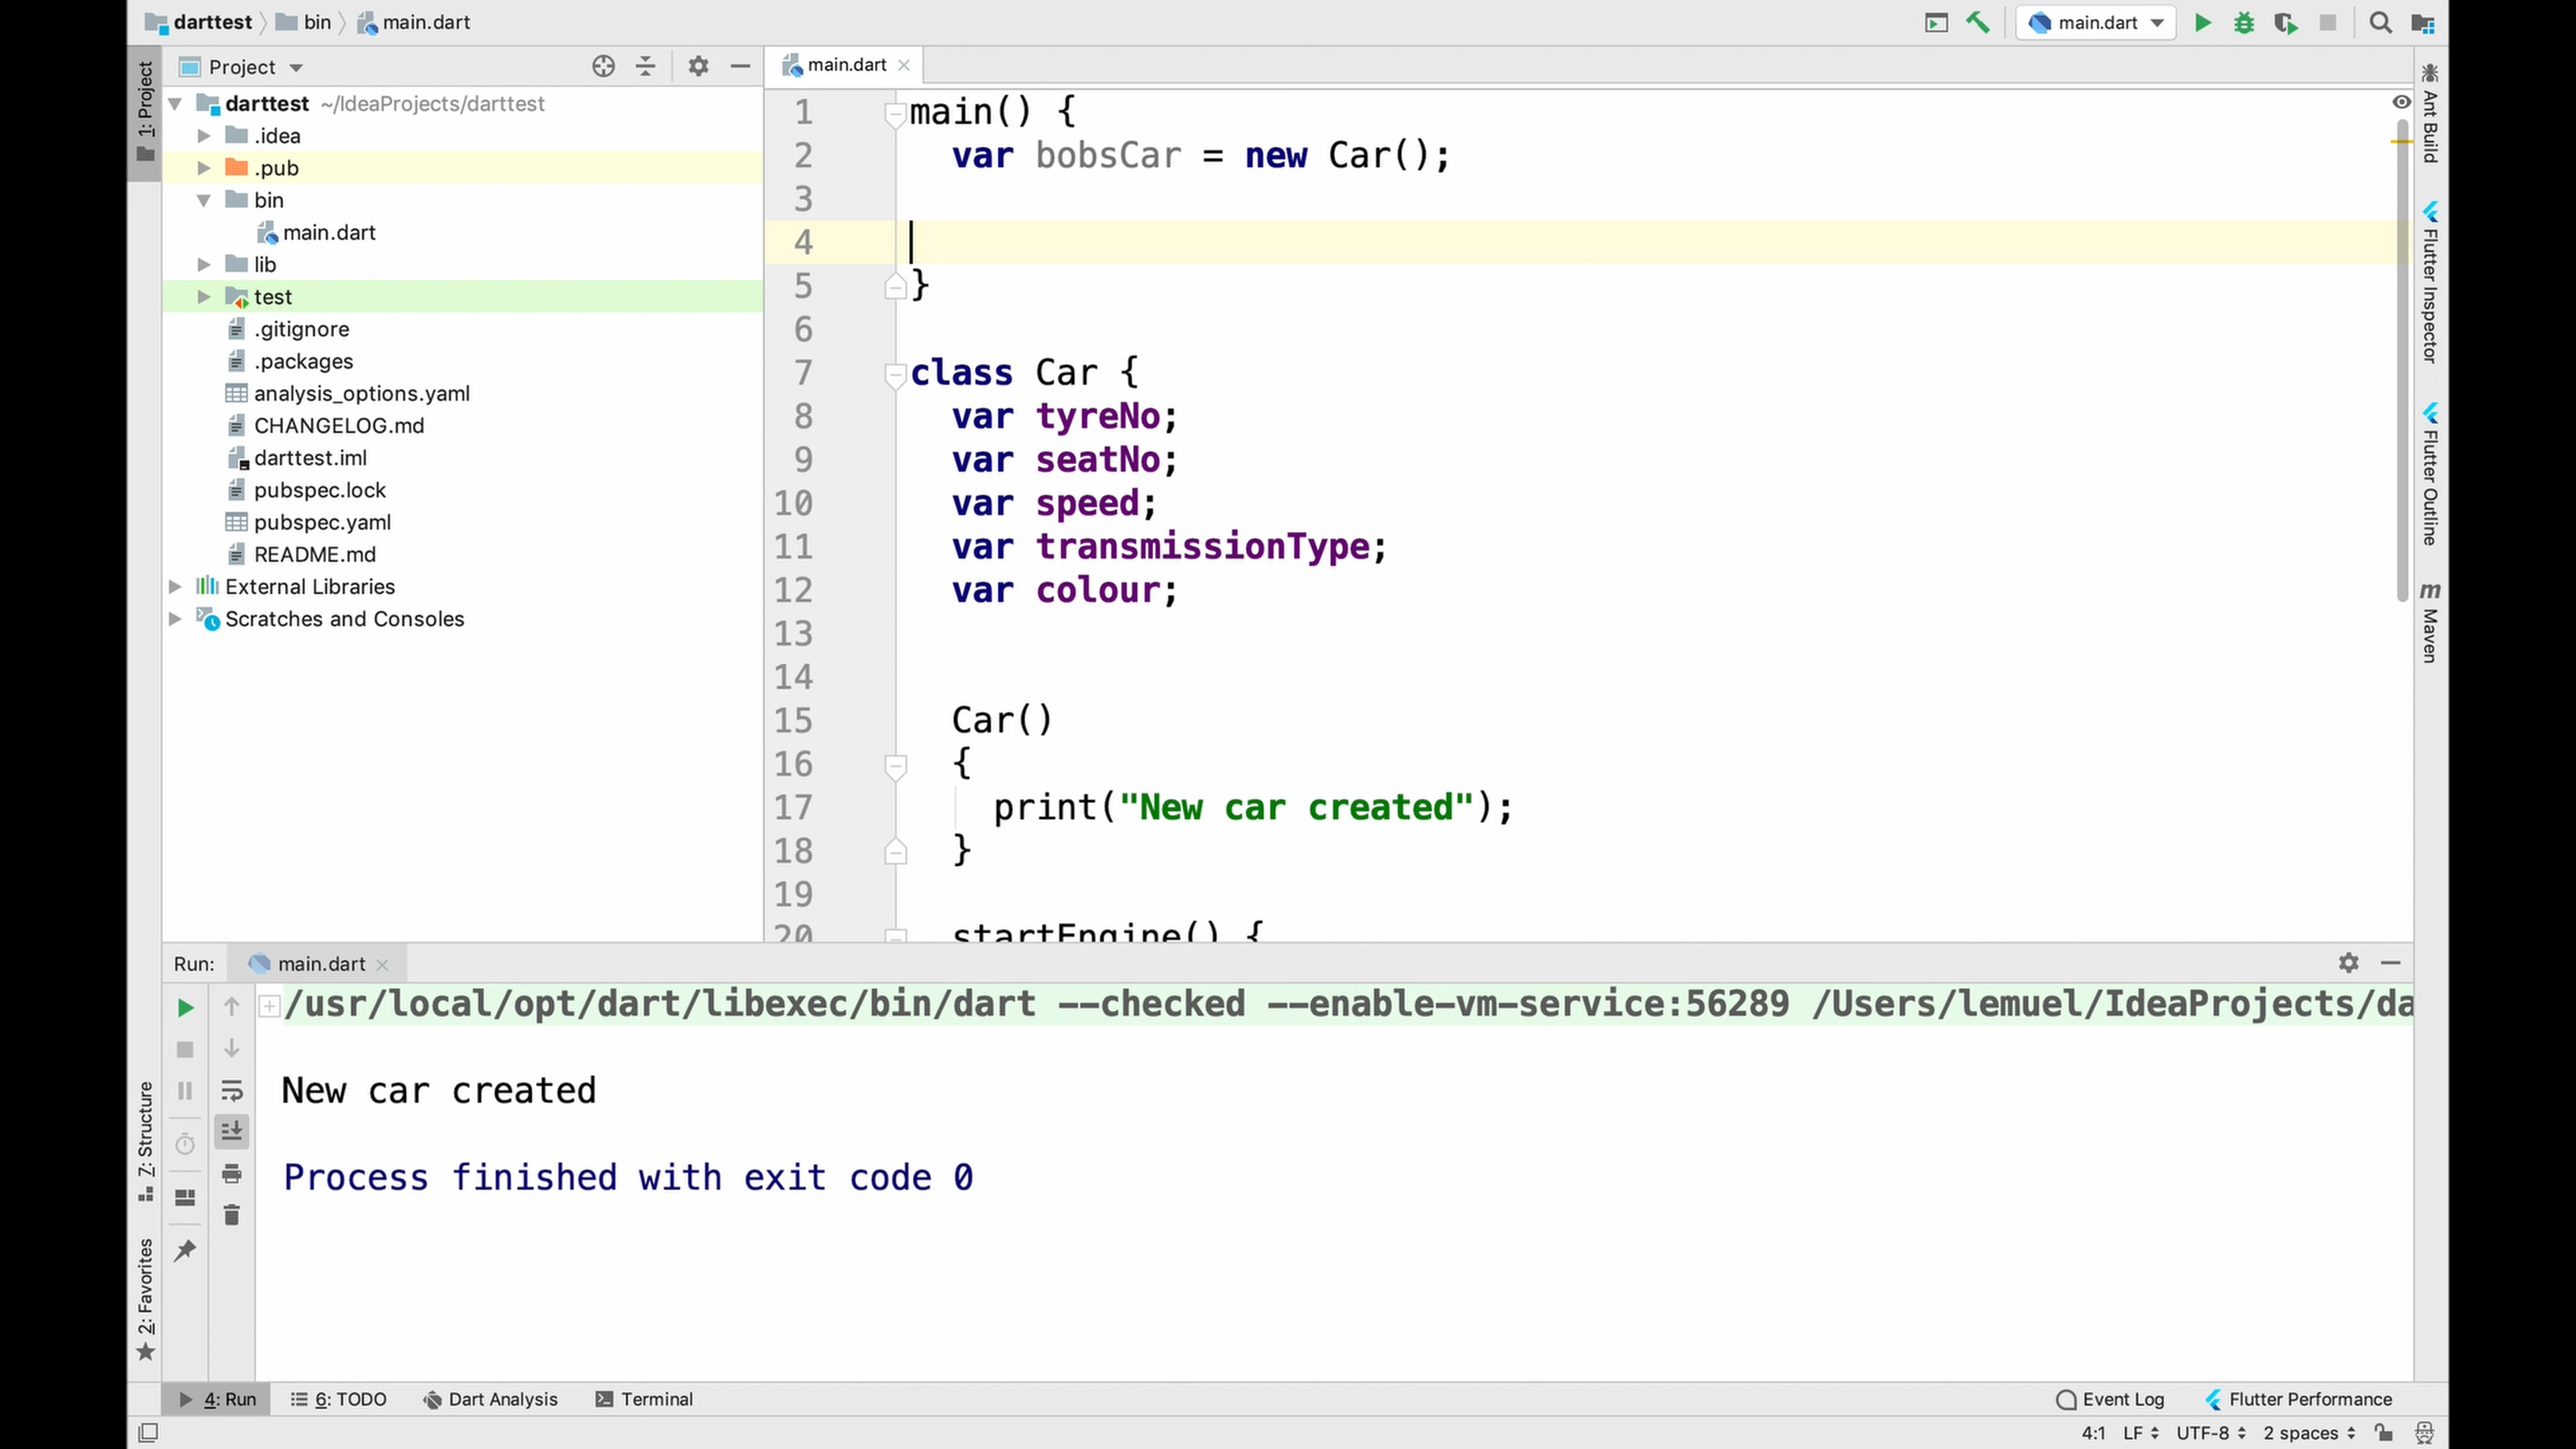 darttest bin main.dart
main.dart
1: Project
Project
main.dart
darttest ~/IdeaProjects/darttest
.idea
.pub
bin
main.dart
lib
test
.gitignore
.packages
analysis_options.yaml
CHANGELOG.md
darttest.iml
pubspec.lock
pubspec.yaml
README.md
External Libraries
Scratches and Consoles
1 main() {
2 var bobsCar = new Car();
3
4
5 }
6
7 class Car {
8 var tyreNo;
9 var seatNo;
10 var speed;
11 var transmissionType;
12 var colour;
13
14
15 Car()
16 {
17 print("New car created");
18 }
19
20 startEngine() {
Ant Build
Flutter Inspector
Flutter Outline
m Maven
Run: main.dart
/usr/local/opt/dart/libexec/bin/dart --checked --enable-vm-service:56289 /Users/lemuel/IdeaProjects/da
New car created
Process finished with exit code 0
Z: Structure
2: Favorites
4: Run 6: TODO Dart Analysis Terminal
Event Log Flutter Performance
4:1 LF UTF-8 2 spaces